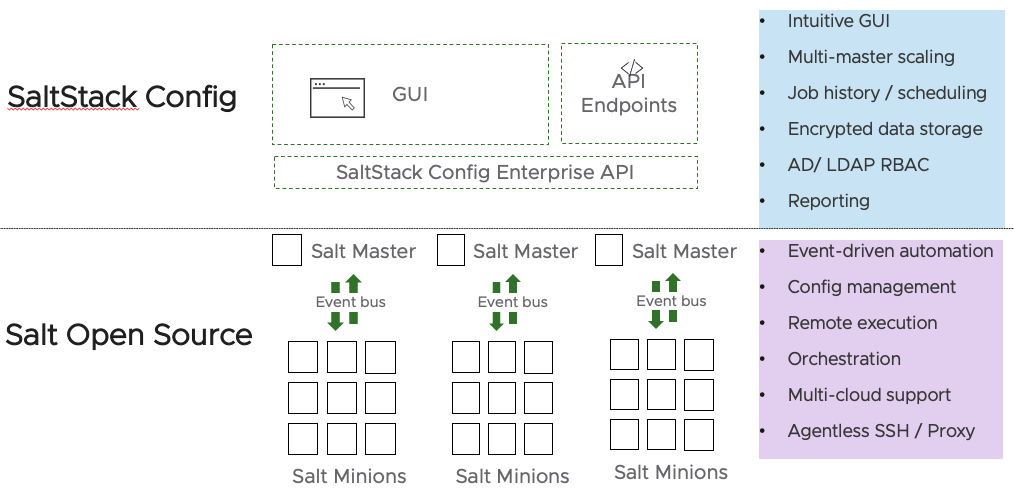 SaltStack Config
GUI
</>
API
Endpoints
SaltStack Config Enterprise API
• Intuitive GUI
• Multi-master scaling
• Job history / scheduling
• Encrypted data storage
• AD/ LDAP RBAC
• Reporting
Salt Open Source
Salt Master
Event bus
Salt Minions
Salt Master
Event bus
Salt Minions
Salt Master
Event bus
Salt Minions
• Event-driven automation
• Config management
• Remote execution
• Orchestration
• Multi-cloud support
• Agentless SSH / Proxy